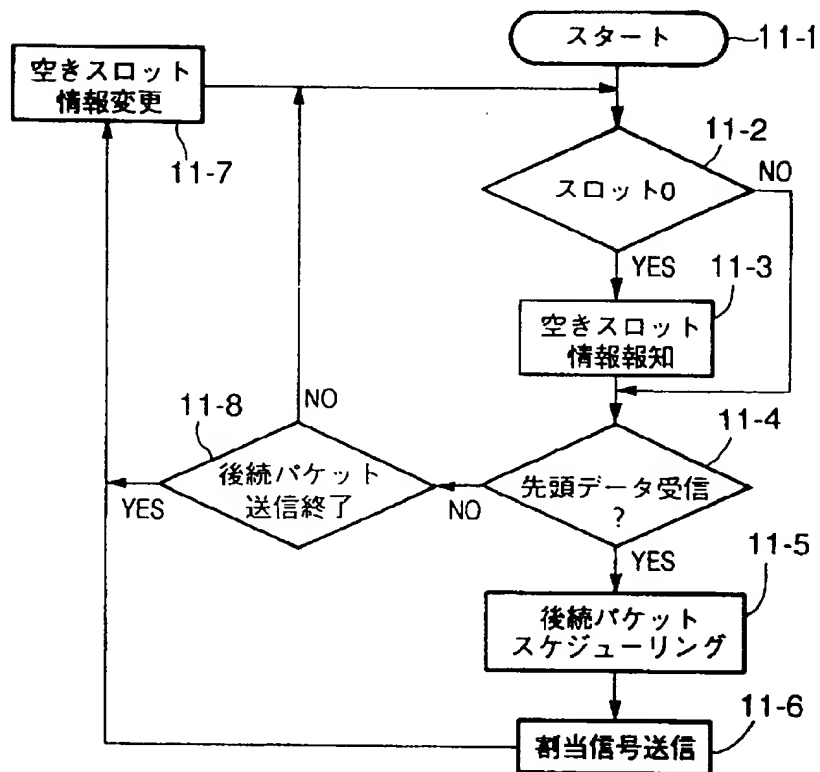 スタート
11-1
空きスロット
情報変更
11-7
11-2
スロット0
NO
YES
11-3
空きスロット
情報報知
11-8
NO
11-4
後続パケット
送信終了
YES
先頭データ受信
?
NO
YES
11-5
後続パケット
スケジューリング
11-6
割当信号送信